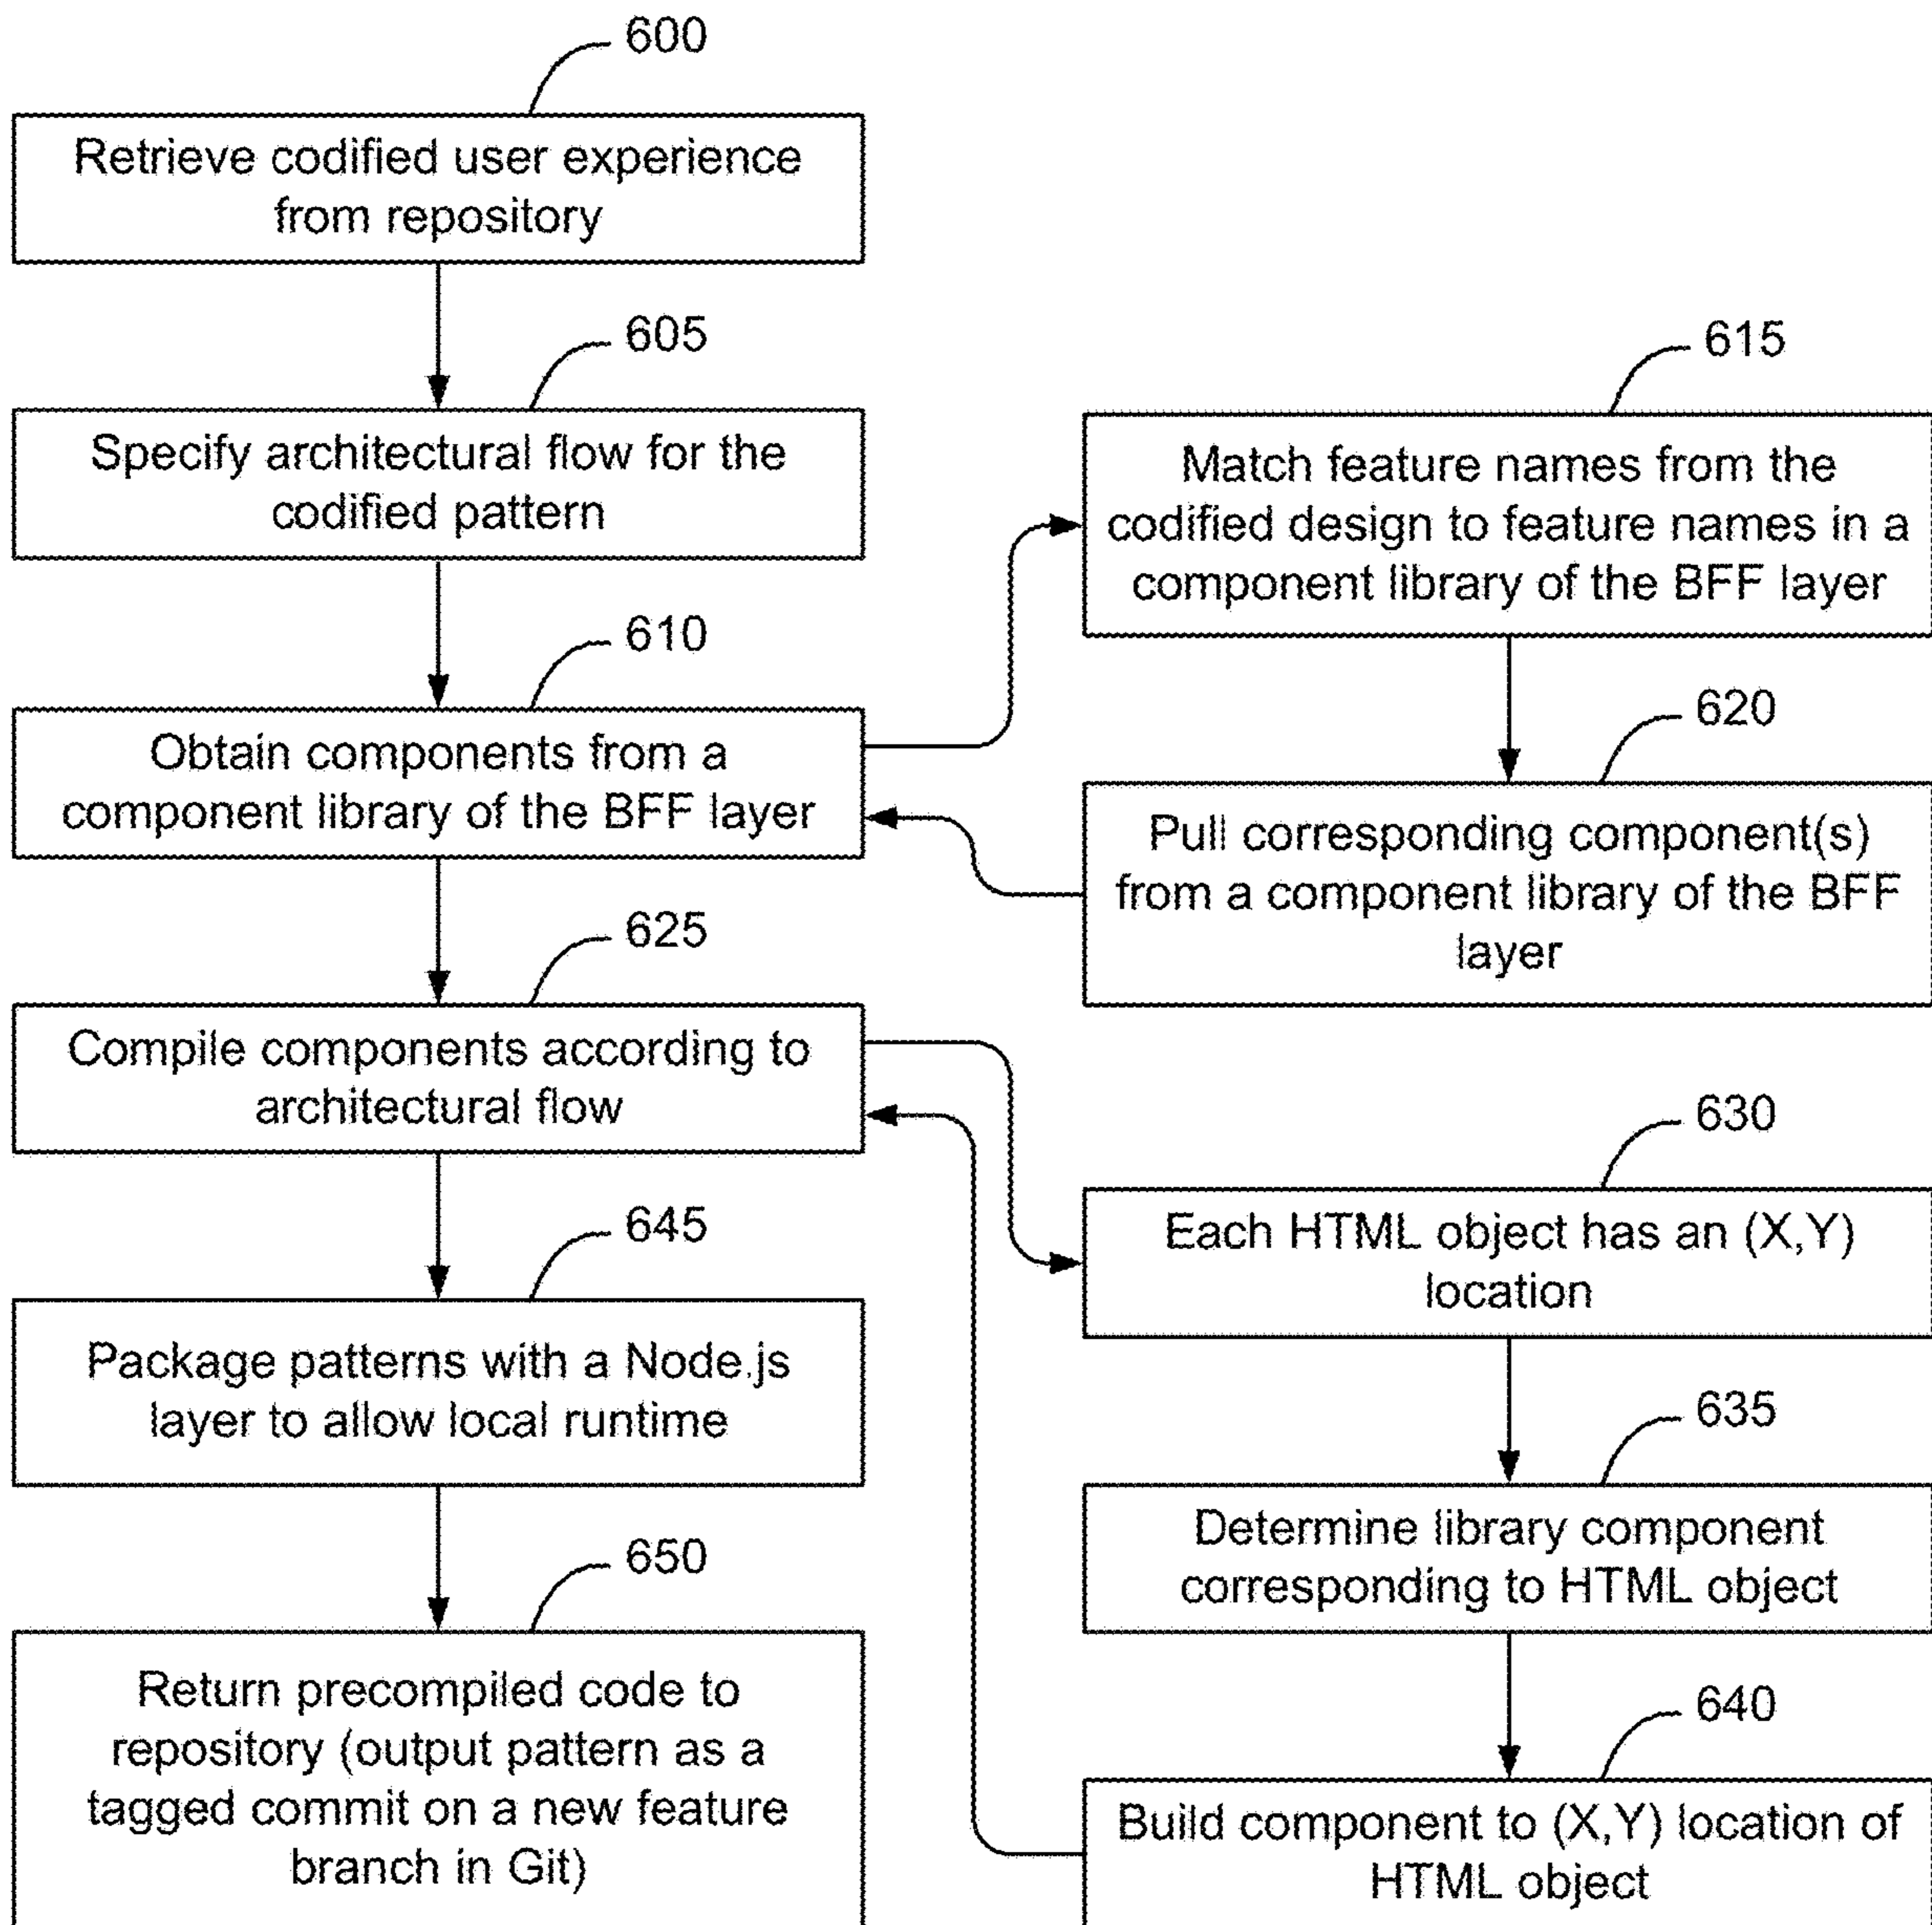 600
Retrieve codified user experience
from repository
605
Specify architectural flow for the
codified pattern
610
Obtain components from a
component library of the BFF layer
615
Match feature names from the
codified design to feature names in a
component library of the BFF layer
620
Pull corresponding component(s)
from a component library of the BFF
layer
625
Compile components according to
architectural flow
630
Each HTML object has an (X,Y)
location
635
Determine library component
corresponding to HTML object
640
Build component to (X,Y) location of
HTML object
645
Package patterns with a Node.js
layer to allow local runtime
650
Return precompiled code to
repository (output pattern as a
tagged commit on a new feature
branch in Git)